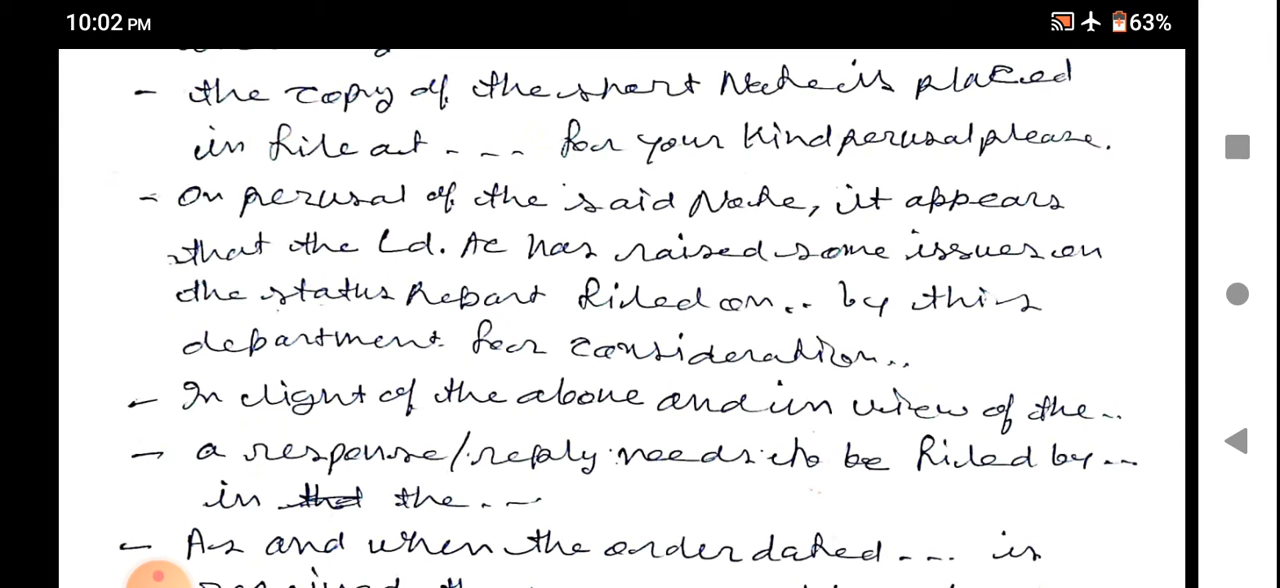 10:02 PM 63%
- the copy of the short Note is placed
in file at - - - for your kind perusal please.
- On perusal of the said Note, it appears
that the Ld. AC has raised some issues on
the status Report filed on .. by this
department for consideration...
- In light of the above and in view of the..
- a response/reply needs to be filed by --
in that the . -
- As and when the order dated - - - is